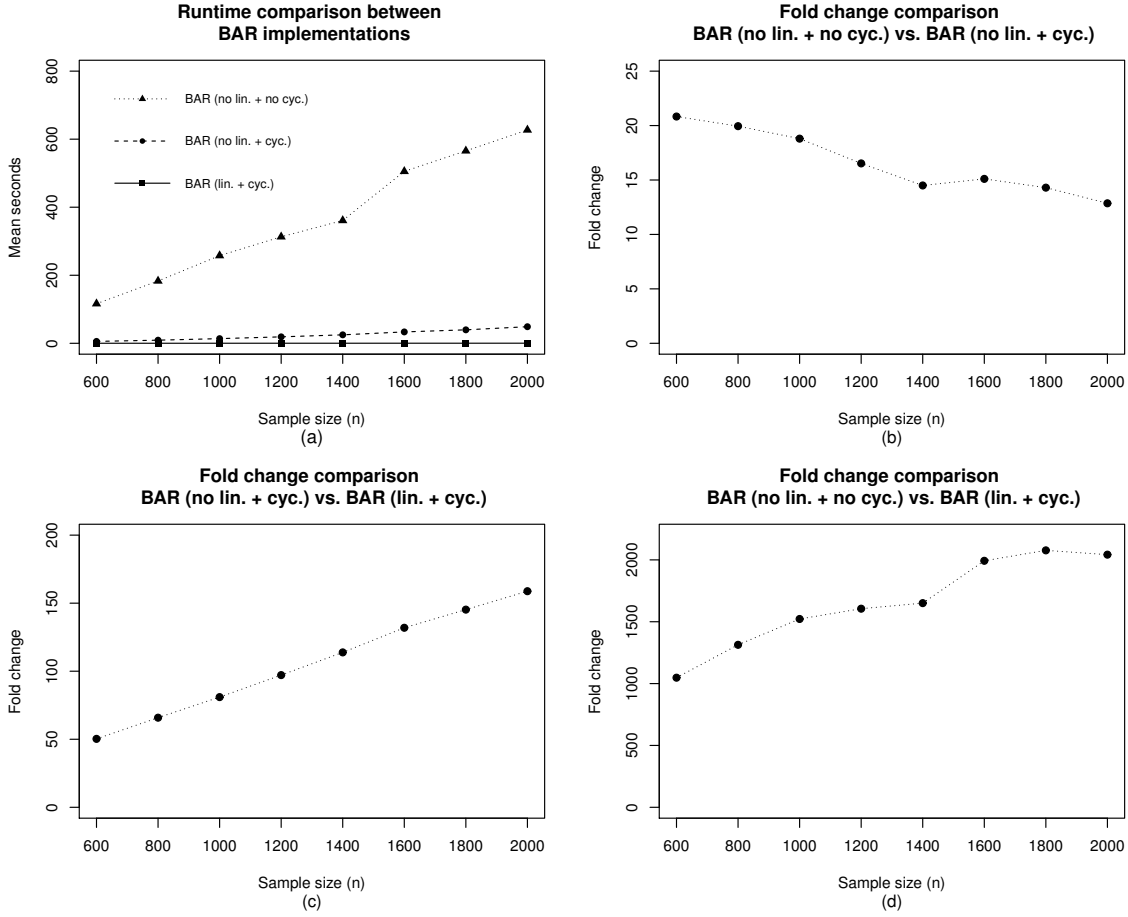 Runtime comparison between
BAR implementations
Mean seconds
800
600
400
200
0
BAR (no lin. + no cyc.)
BAR (no lin. + cyc.)
BAR (lin. + cyc.)
600 800 1000 1200 1400 1600 1800 2000
Sample size (n)
(a)
Fold change comparison
BAR (no lin. + no cyc.) vs. BAR (no lin. + cyc.)
Fold change
25
20
15
10
5
0
600 800 1000 1200 1400 1600 1800 2000
Sample size (n)
(b)
Fold change comparison
BAR (no lin. + cyc.) vs. BAR (lin. + cyc.)
Fold change
200
150
100
50
0
600 800 1000 1200 1400 1600 1800 2000
Sample size (n)
(c)
Fold change comparison
BAR (no lin. + no cyc.) vs. BAR (lin. + cyc.)
Fold change
2000
1500
1000
500
0
600 800 1000 1200 1400 1600 1800 2000
Sample size (n)
(d)